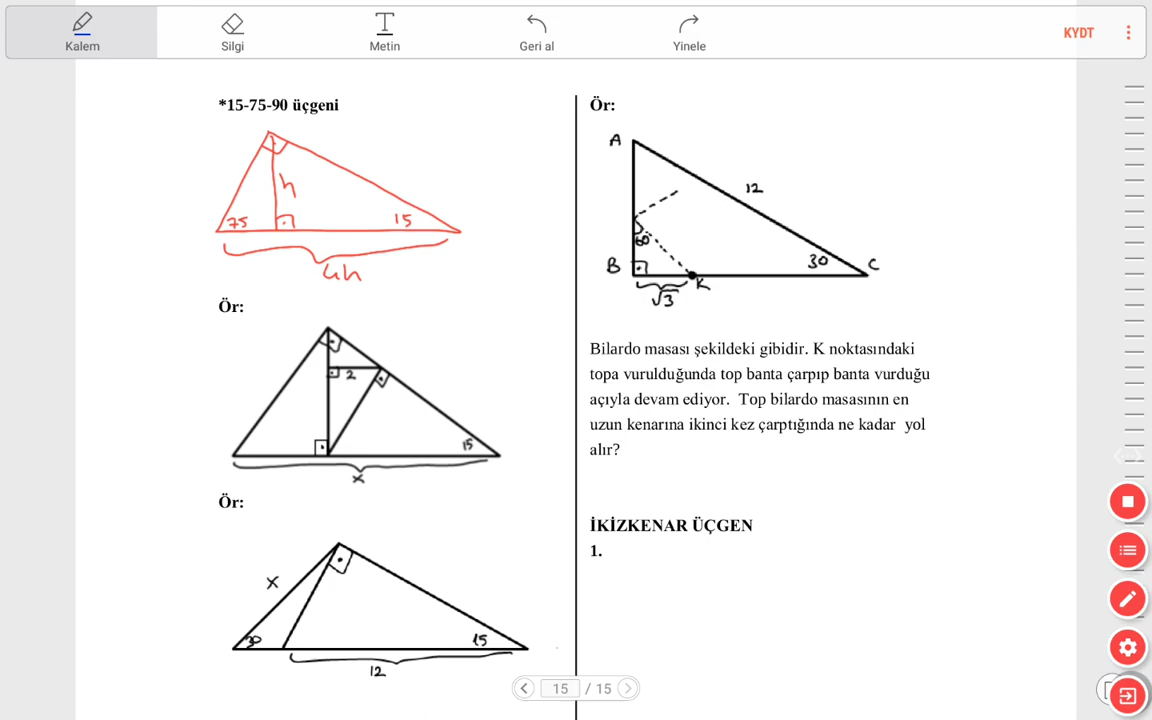 Kalem Silgi Metin Geri al Yinele KYDT
*15-75-90 üçgeni
h
75 15
4h
Ör:
2
15
x
Ör:
x
30 15
12
Ör:
A
12
60
B 30 C
√3 K
Bilardo masası şekildeki gibidir. K noktasındaki
topa vurulduğunda top banta çarpıp banta vurduğu
açıyla devam ediyor. Top bilardo masasının en
uzun kenarına ikinci kez çarptığında ne kadar yol
alır?
İKİZKENAR ÜÇGEN
1.
15 / 15